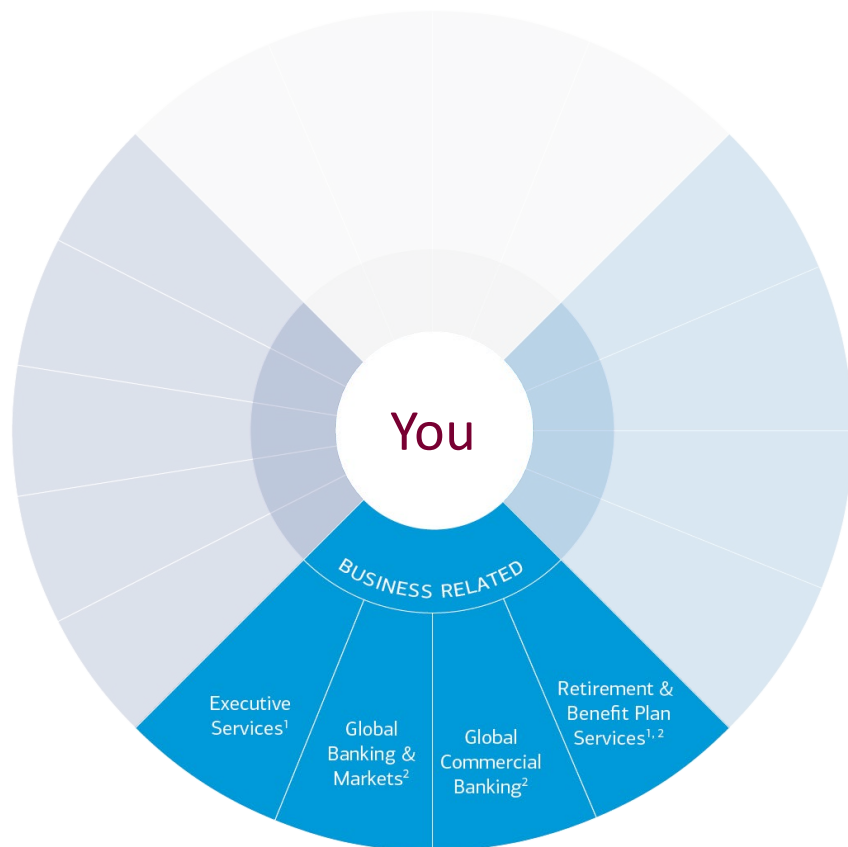 You
BUSINESS RELATED
Executive
Services¹
Global
Banking &
Markets²
Global
Commercial
Banking²
Retirement &
Benefit Plan
Services¹, ²